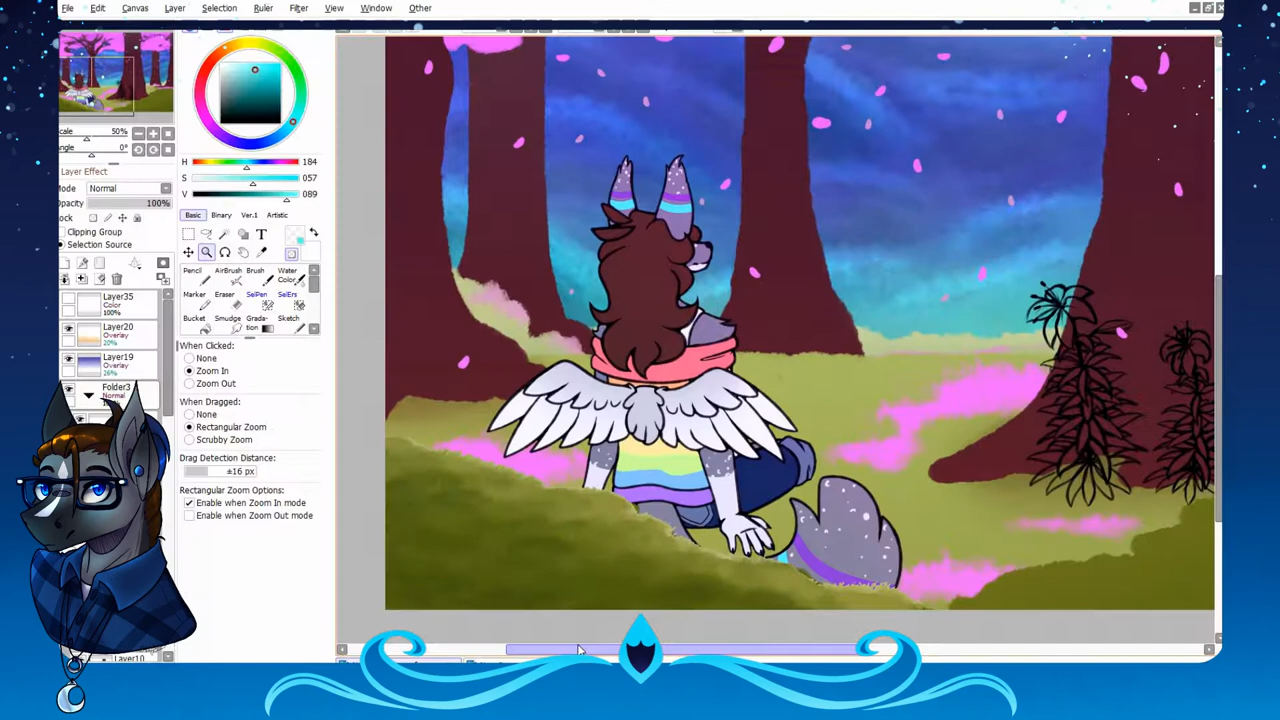 File Edit Canvas Layer Selection Ruler Filter View Window Other
cale 50%
Angle 0°
Layer Effect
Mode Normal
Opacity 100%
Lock
Clipping Group
Selection Source
Layer35
Color
100%
Layer20
Overlay
20%
Layer19
Overlay
26%
Folder3
Normal
Layer10
H 184
S 057
V 089
Basic Binary Ver.1 Artistic
T
Pencil AirBrush Brush Water Color
Marker Eraser SelPen SelErs
Bucket Smudge Grada-tion Sketch
When Clicked:
None
Zoom In
Zoom Out
When Dragged:
None
Rectangular Zoom
Scrubby Zoom
Drag Detection Distance:
±16 px
Rectangular Zoom Options:
Enable when Zoom In mode
Enable when Zoom Out mode